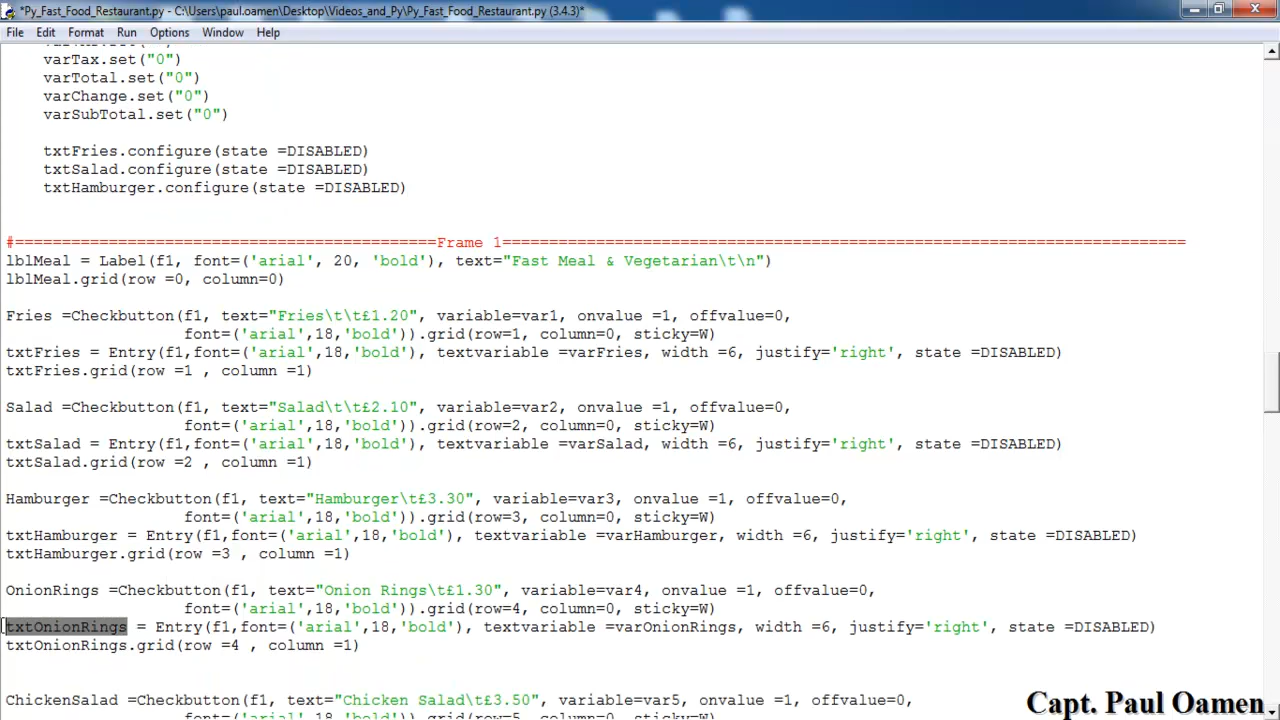 *Py_Fast_Food_Restaurant.py - C:\Users\paul.oamen\Desktop\Videos_and_Py\Py_Fast_Food_Restaurant.py (3.4.3)*
File Edit Format Run Options Window Help
varTax.set("0")
varTotal.set("0")
varChange.set("0")
varSubTotal.set("0")
txtFries.configure(state =DISABLED)
txtSalad.configure(state =DISABLED)
txtHamburger.configure(state =DISABLED)
#=============================================Frame 1=========================================================================
lblMeal = Label(f1, font=('arial', 20, 'bold'), text="Fast Meal & Vegetarian\t\n")
lblMeal.grid(row =0, column=0)
Fries =Checkbutton(f1, text="Fries\t\t£1.20", variable=var1, onvalue =1, offvalue=0,
font=('arial',18,'bold')).grid(row=1, column=0, sticky=W)
txtFries = Entry(f1,font=('arial',18,'bold'), textvariable =varFries, width =6, justify='right', state =DISABLED)
txtFries.grid(row =1 , column =1)
Salad =Checkbutton(f1, text="Salad\t\t£2.10", variable=var2, onvalue =1, offvalue=0,
font=('arial',18,'bold')).grid(row=2, column=0, sticky=W)
txtSalad = Entry(f1,font=('arial',18,'bold'), textvariable =varSalad, width =6, justify='right', state =DISABLED)
txtSalad.grid(row =2 , column =1)
Hamburger =Checkbutton(f1, text="Hamburger\t£3.30", variable=var3, onvalue =1, offvalue=0,
font=('arial',18,'bold')).grid(row=3, column=0, sticky=W)
txtHamburger = Entry(f1,font=('arial',18,'bold'), textvariable =varHamburger, width =6, justify='right', state =DISABLED)
txtHamburger.grid(row =3 , column =1)
OnionRings =Checkbutton(f1, text="Onion Rings\t£1.30", variable=var4, onvalue =1, offvalue=0,
font=('arial',18,'bold')).grid(row=4, column=0, sticky=W)
txtOnionRings = Entry(f1,font=('arial',18,'bold'), textvariable =varOnionRings, width =6, justify='right', state =DISABLED)
txtOnionRings.grid(row =4 , column =1)
ChickenSalad =Checkbutton(f1, text="Chicken Salad\t£3.50", variable=var5, onvalue =1, offvalue=0,
font=('arial',18,'bold')).grid(row=5, column=0, sticky=W)
Capt. Paul Oamen